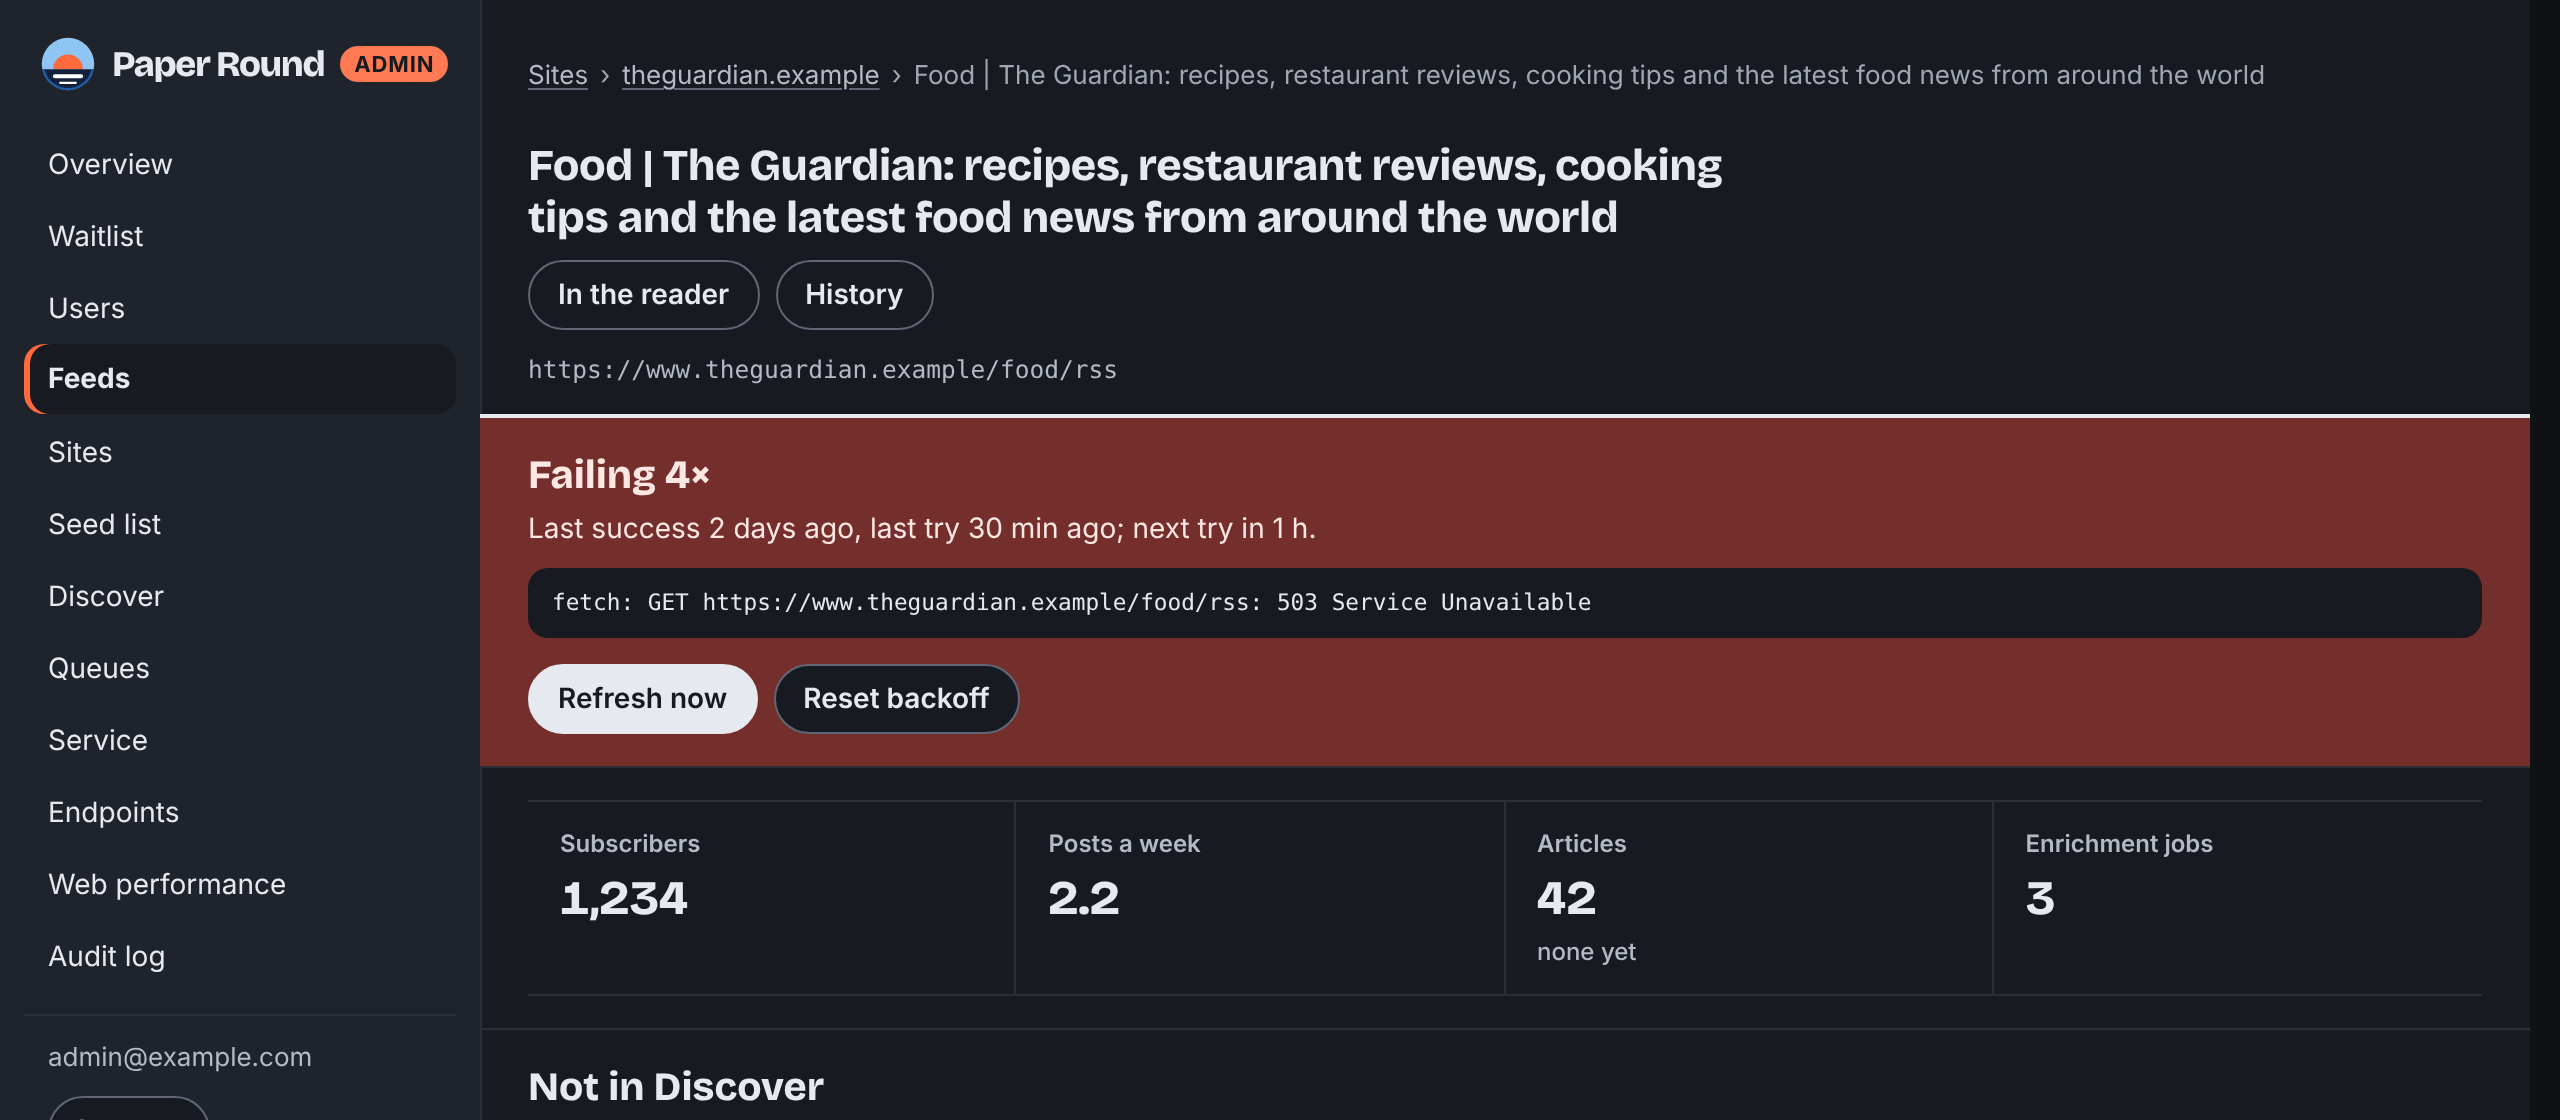 Paper Round ADMIN
Overview
Waitlist
Users
Feeds
Sites
Seed list
Discover
Queues
Service
Endpoints
Web performance
Audit log
admin@example.com
Sites › theguardian.example › Food | The Guardian: recipes, restaurant reviews, cooking tips and the latest food news from around the world
Food | The Guardian: recipes, restaurant reviews, cooking
tips and the latest food news from around the world
In the reader History
https://www.theguardian.example/food/rss
Failing 4×
Last success 2 days ago, last try 30 min ago; next try in 1 h.
fetch: GET https://www.theguardian.example/food/rss: 503 Service Unavailable
Refresh now Reset backoff
Subscribers
1,234
Posts a week
2.2
Articles
42
none yet
Enrichment jobs
3
Not in Discover